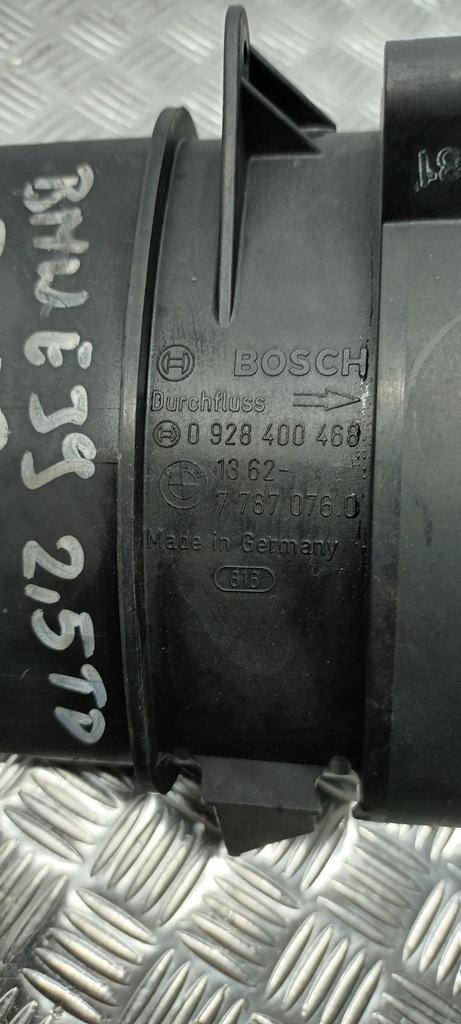 BOSCH
Durchfluss
0 928 400 468
13.62-
7 787 076.0
Made in Germany
816
BMW E39 2,5TD